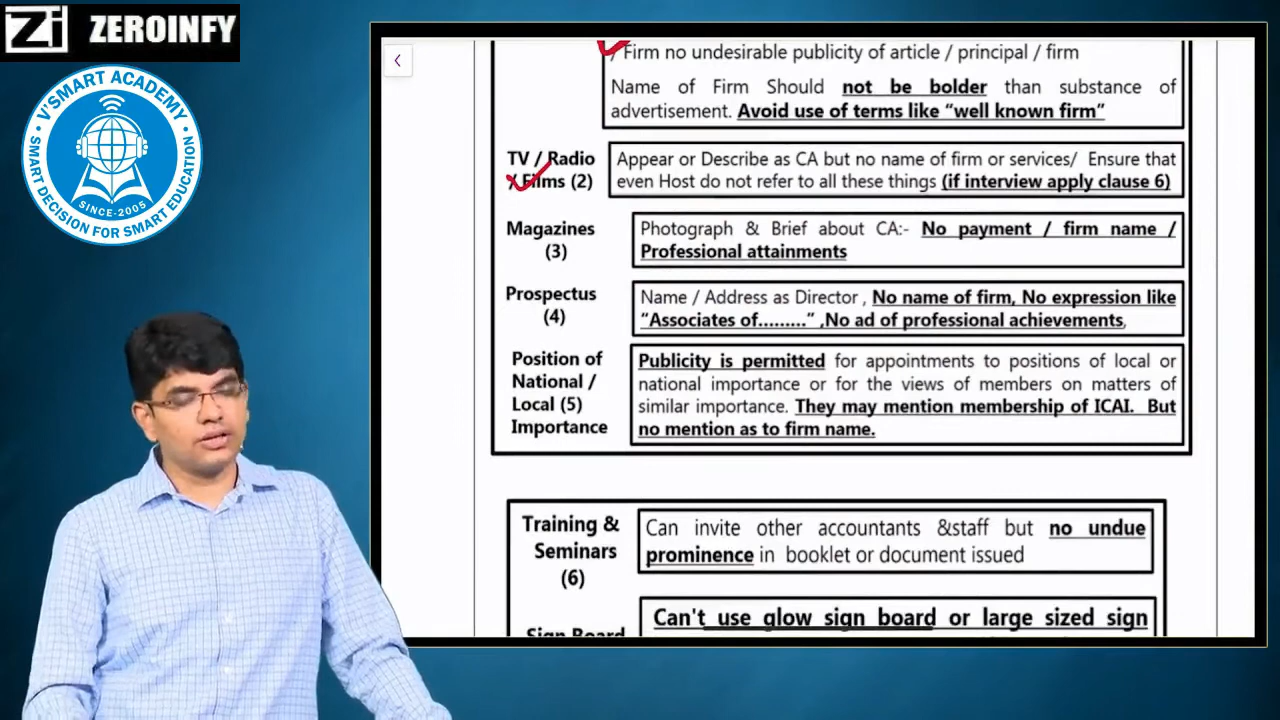 Zi ZEROINFY
V'SMART ACADEMY
SINCE-2005
SMART DECISION FOR SMART EDUCATION
/ Firm no undesirable publicity of article / principal / firm
Name of Firm Should not be bolder than substance of
advertisement. Avoid use of terms like “well known firm”
TV / Radio
/ Films (2)
Appear or Describe as CA but no name of firm or services/ Ensure that
even Host do not refer to all these things (if interview apply clause 6)
Magazines
(3)
Photograph & Brief about CA:- No payment / firm name /
Professional attainments
Prospectus
(4)
Name / Address as Director , No name of firm, No expression like
“Associates of.........” ,No ad of professional achievements,
Position of
National /
Local (5)
Importance
Publicity is permitted for appointments to positions of local or
national importance or for the views of members on matters of
similar importance. They may mention membership of ICAI. But
no mention as to firm name.
Training &
Seminars
(6)
Can invite other accountants &staff but no undue
prominence in booklet or document issued
Sign Board
Can't use glow sign board or large sized sign